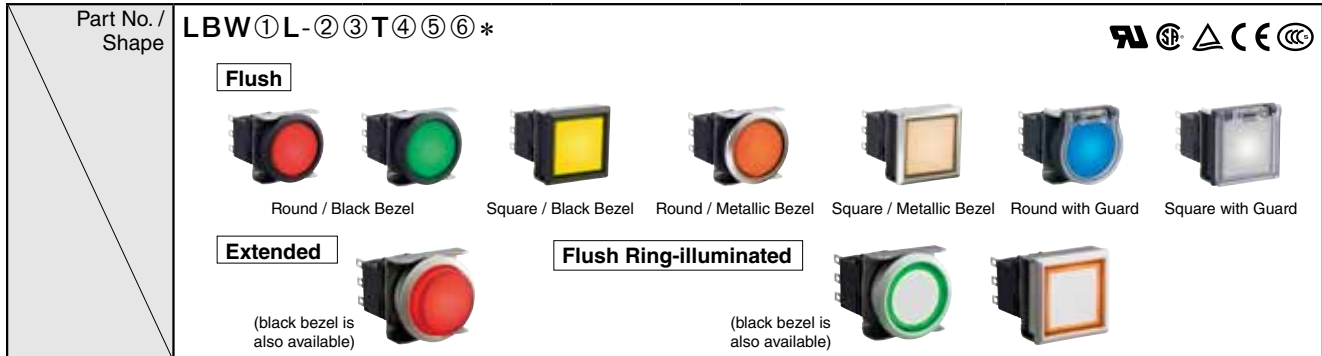 Part No. /
Shape
LBW①L-②③T④⑤⑥*
Flush
Round / Black Bezel
Square / Black Bezel
Round / Metallic Bezel
Square / Metallic Bezel
Round with Guard
Square with Guard
Extended
(black bezel is
also available)
Flush Ring-illuminated
(black bezel is
also available)